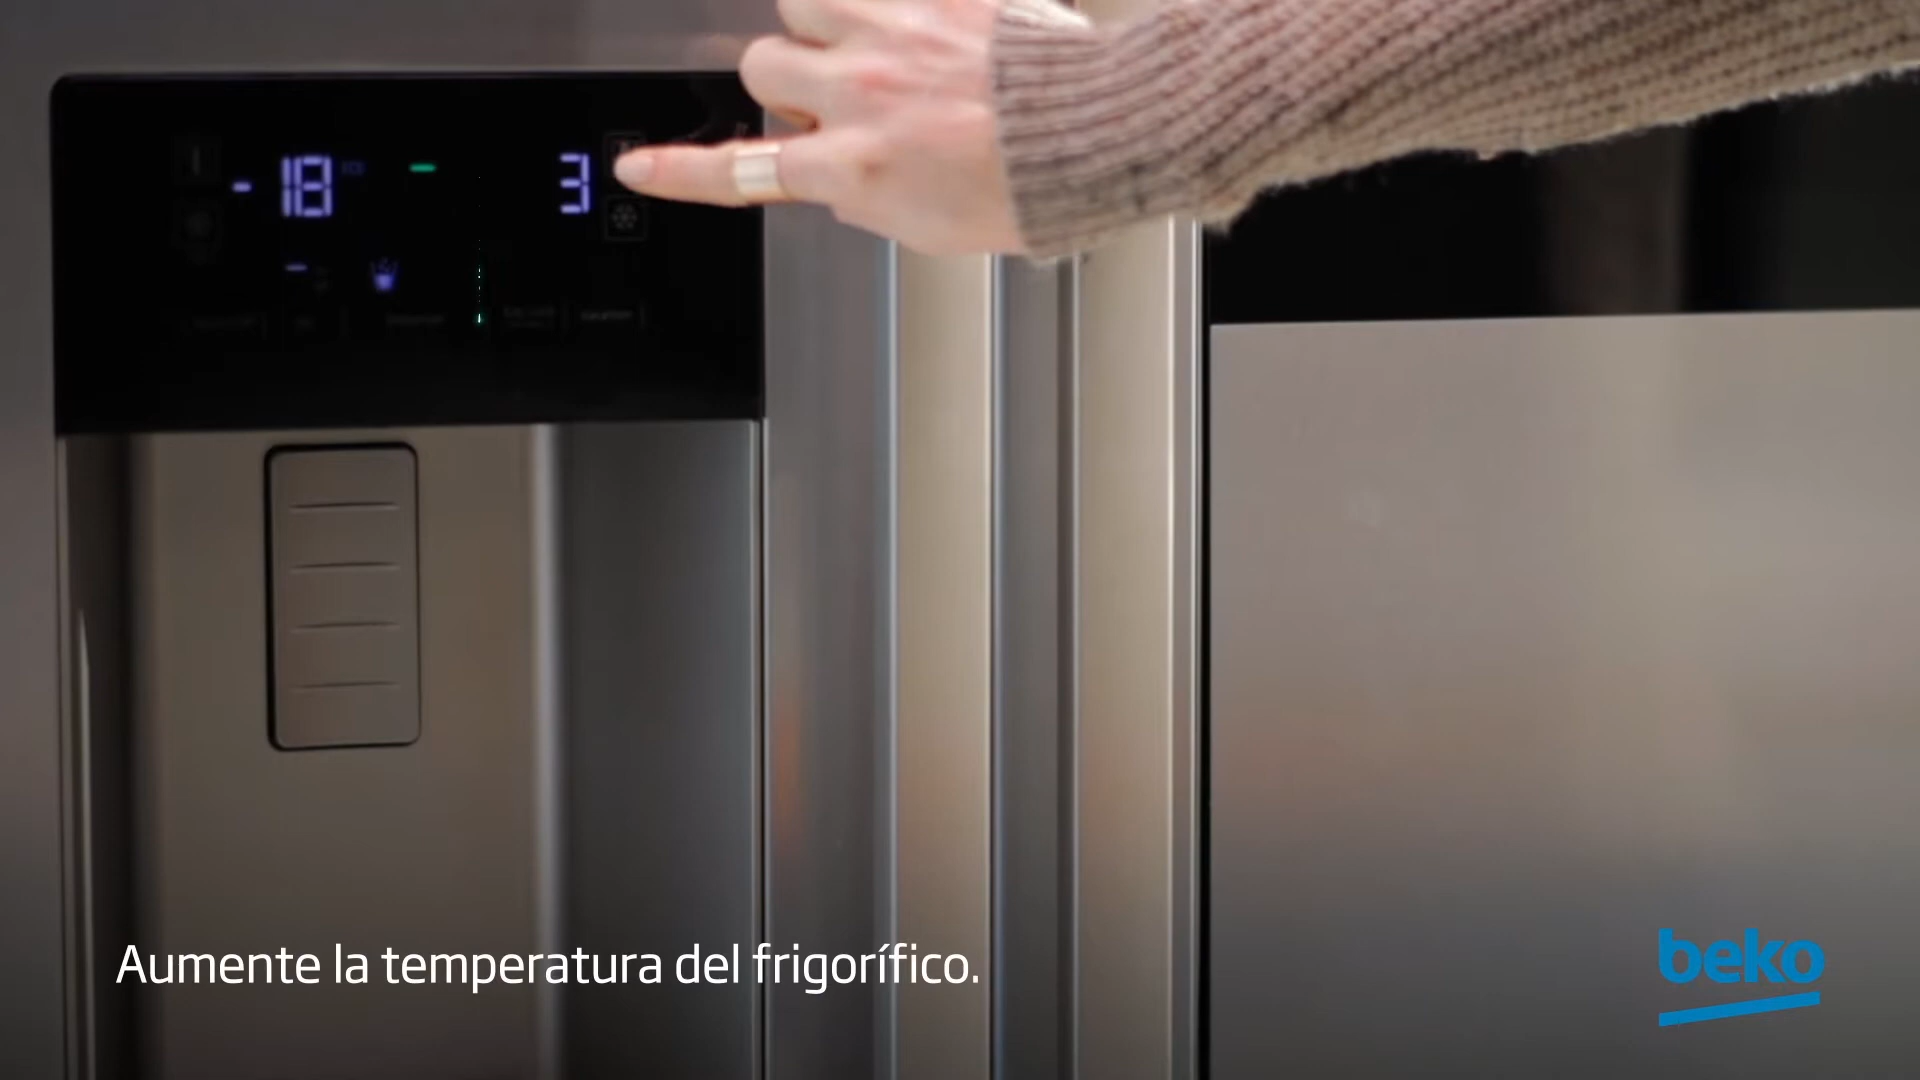 - 18 3
Aumente la temperatura del frigorífico.
beko